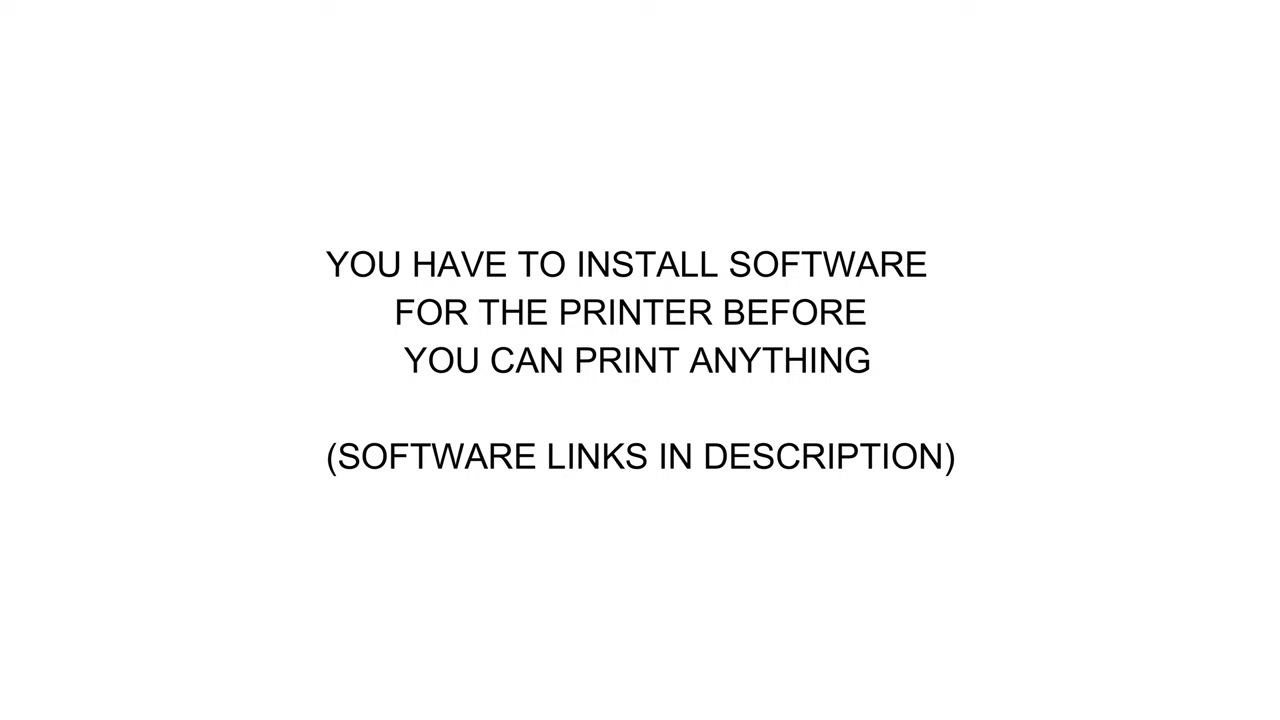 YOU HAVE TO INSTALL SOFTWARE
FOR THE PRINTER BEFORE
YOU CAN PRINT ANYTHING
(SOFTWARE LINKS IN DESCRIPTION)